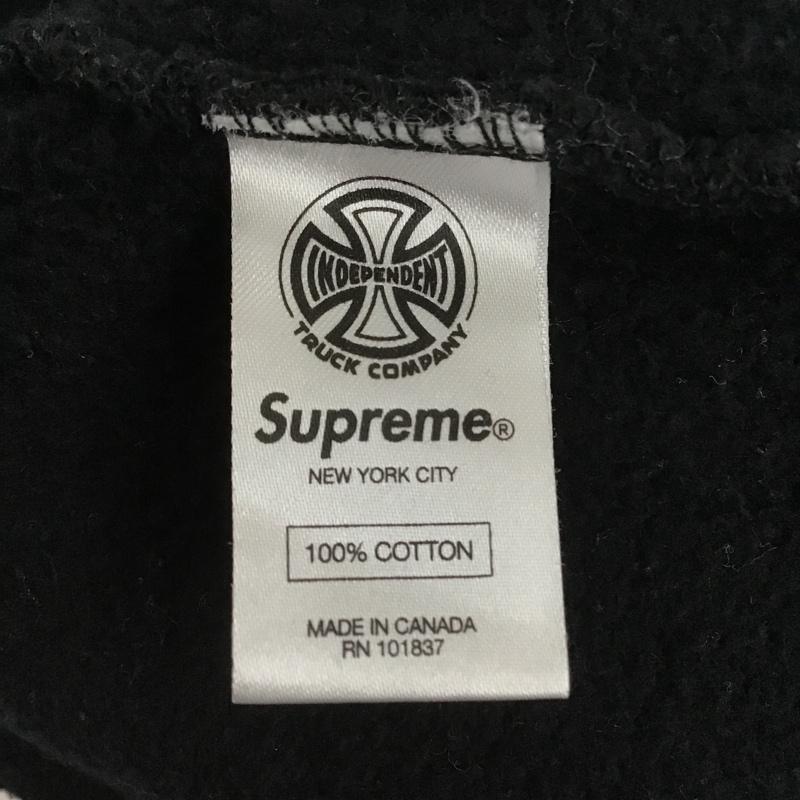 INDEPENDENT
TRUCK COMPANY
Supreme®
NEW YORK CITY
100% COTTON
MADE IN CANADA
RN 101837